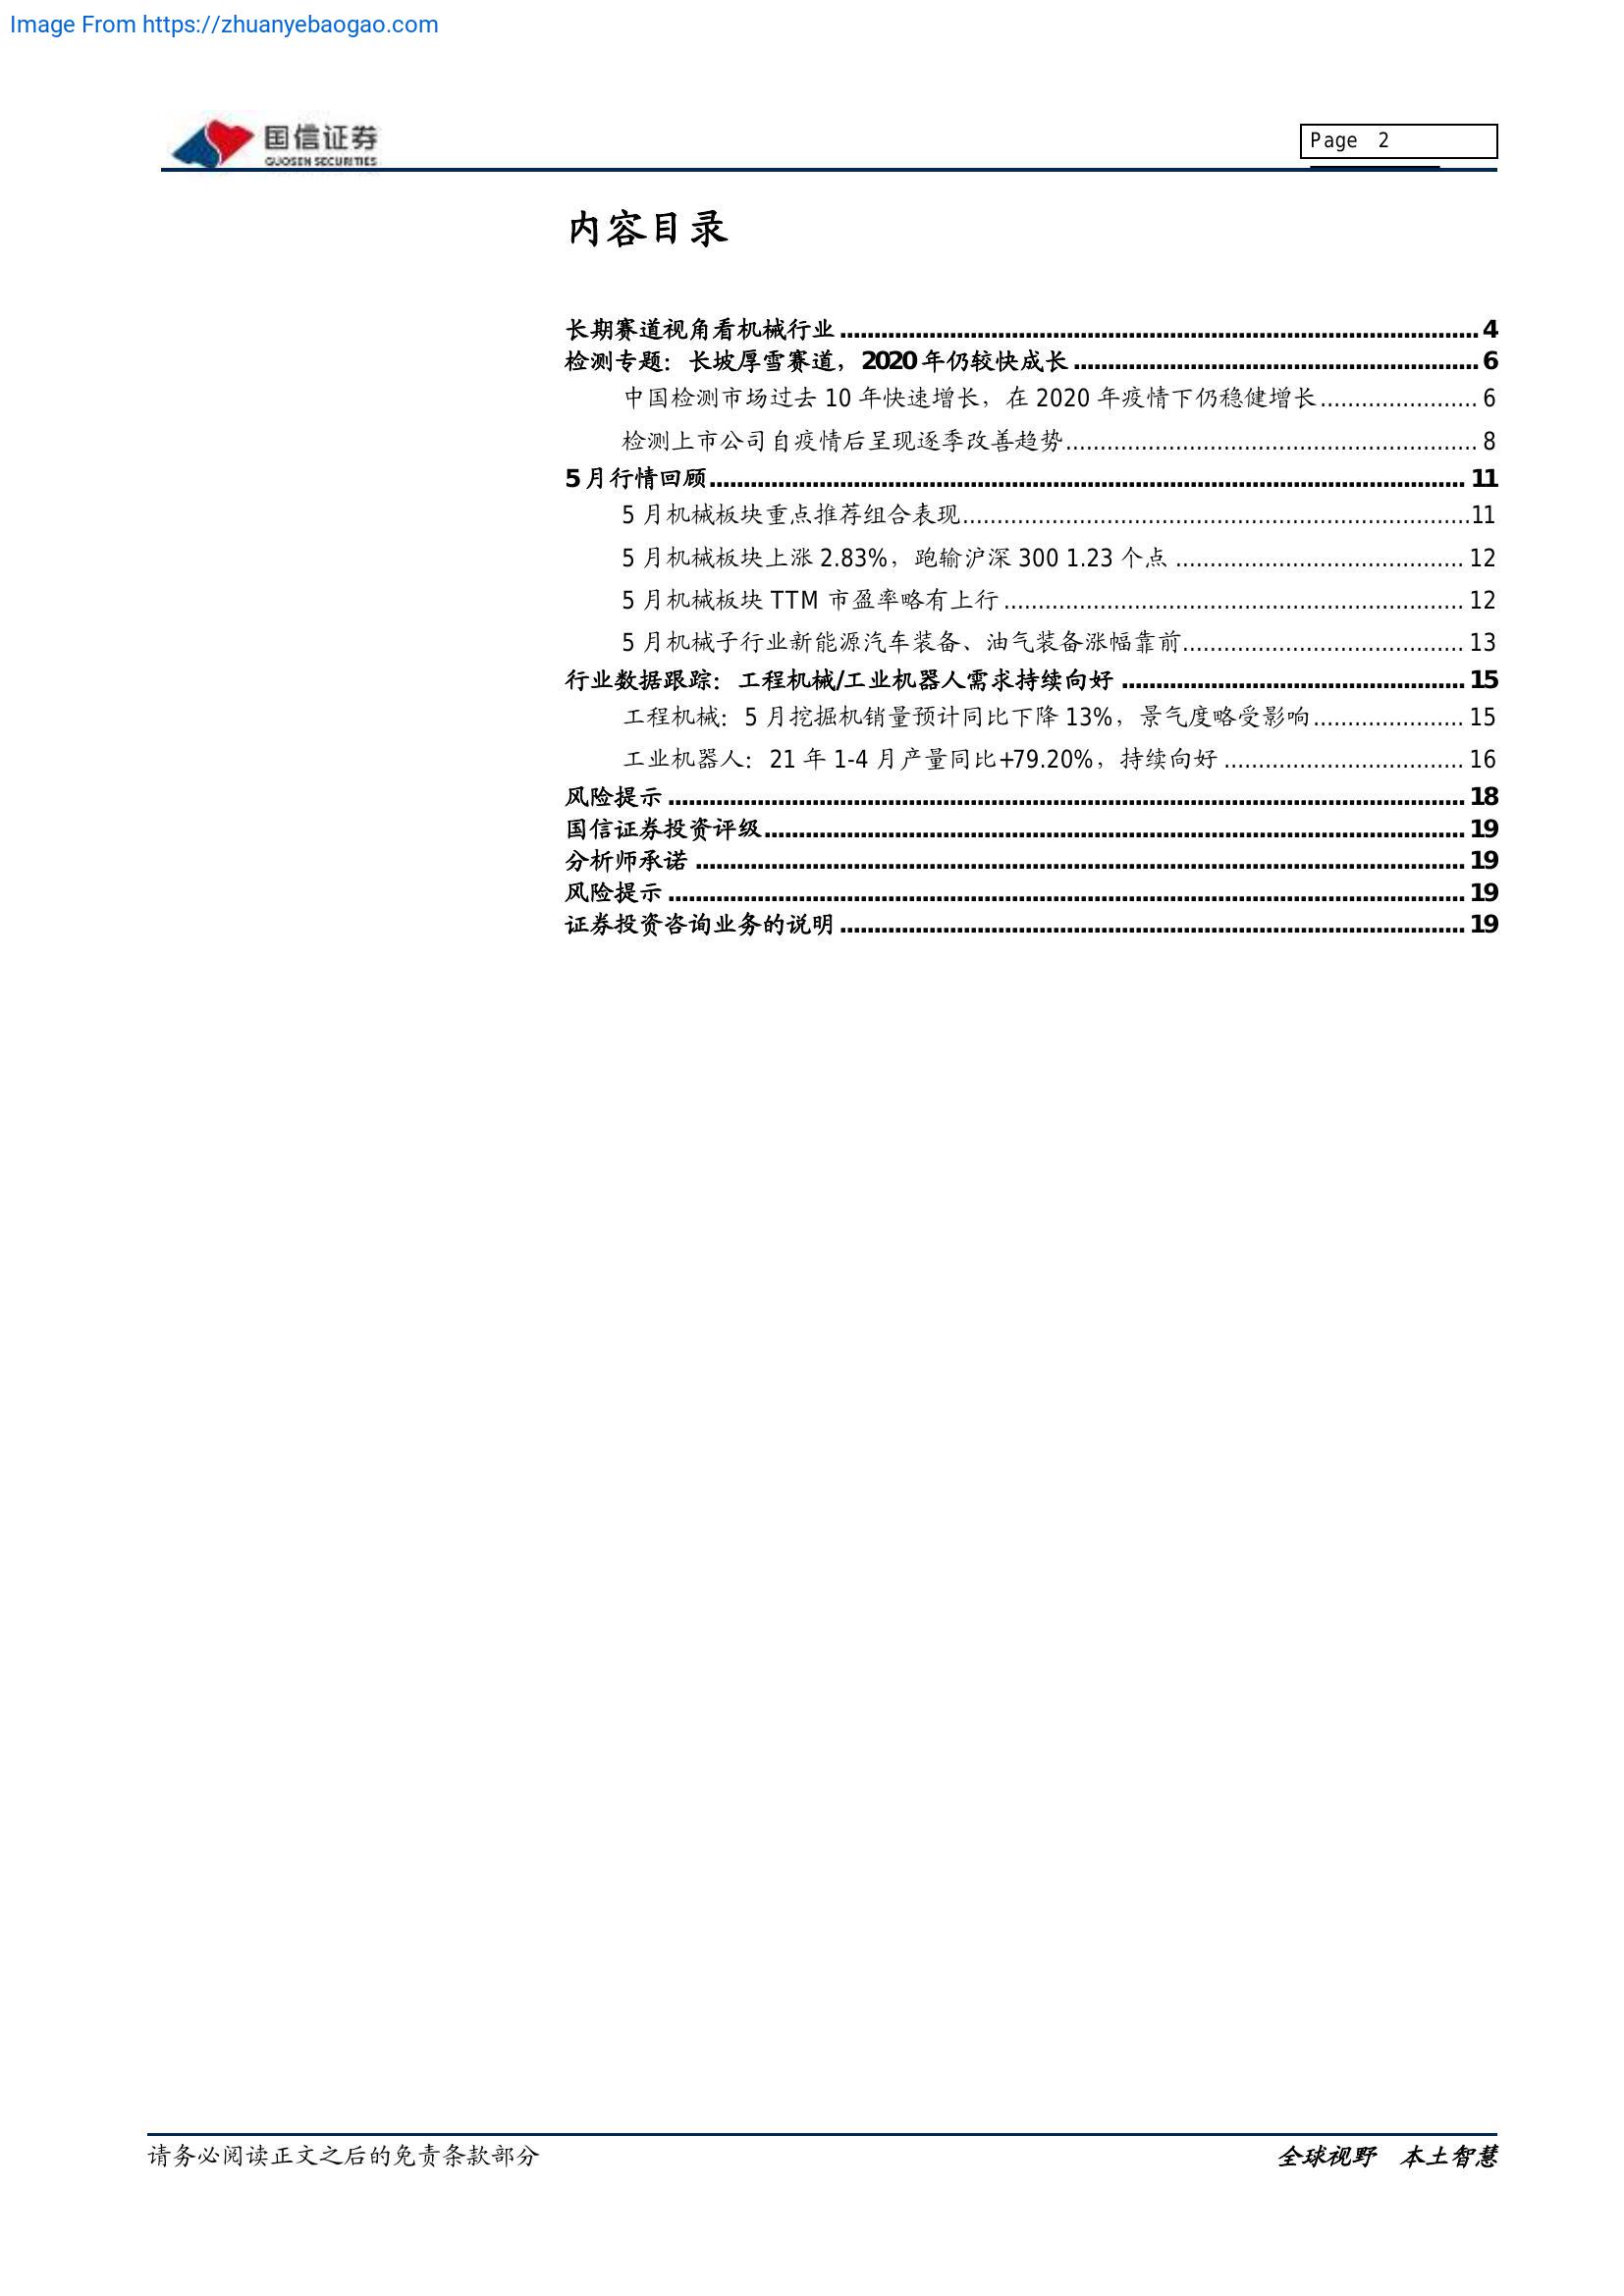 Image From https://zhuanyebaogao.com
国信证券
GUOSEN SECURITIES
Page 2
内容目录
长期赛道视角看机械行业 4
检测专题：长坡厚雪赛道，2020 年仍较快成长 6
中国检测市场过去 10 年快速增长，在 2020 年疫情下仍稳健增长 6
检测上市公司自疫情后呈现逐季改善趋势 8
5 月行情回顾 11
5 月机械板块重点推荐组合表现 11
5 月机械板块上涨 2.83%，跑输沪深 300 1.23 个点 12
5 月机械板块 TTM 市盈率略有上行 12
5 月机械子行业新能源汽车装备、油气装备涨幅靠前 13
行业数据跟踪：工程机械/工业机器人需求持续向好 15
工程机械：5 月挖掘机销量预计同比下降 13%，景气度略受影响 15
工业机器人：21 年 1-4 月产量同比+79.20%，持续向好 16
风险提示 18
国信证券投资评级 19
分析师承诺 19
风险提示 19
证券投资咨询业务的说明 19
请务必阅读正文之后的免责条款部分
全球视野 本土智慧